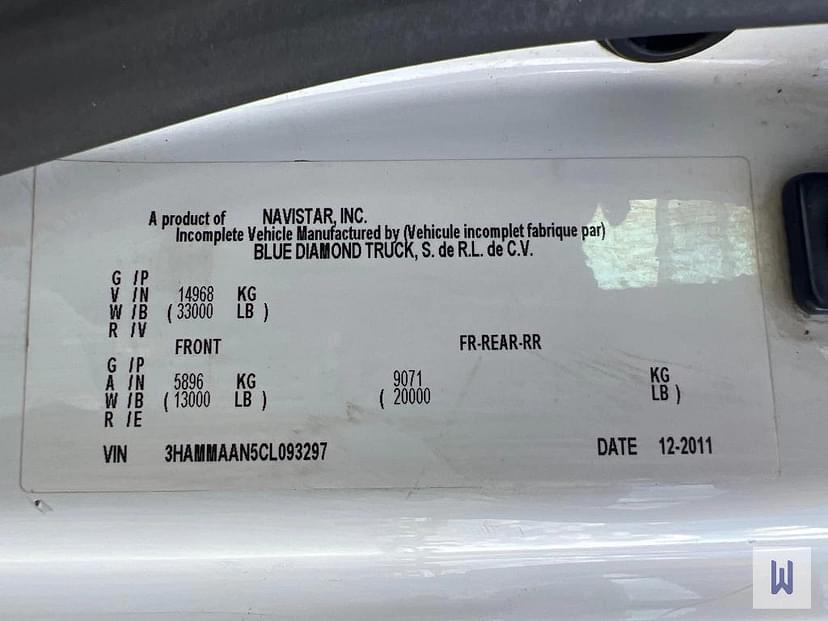 A product of NAVISTAR, INC.
Incomplete Vehicle Manufactured by (Vehicule incomplet fabrique par)
BLUE DIAMOND TRUCK, S. de R.L. de C.V.
G /P
V /N 14968 KG
W /B ( 33000 LB )
R /V
FRONT FR-REAR-RR
G /P
A /N 5896 KG 9071 KG
W /B ( 13000 LB ) ( 20000 LB )
R /E
VIN 3HAMMAAN5CL093297 DATE 12-2011
W